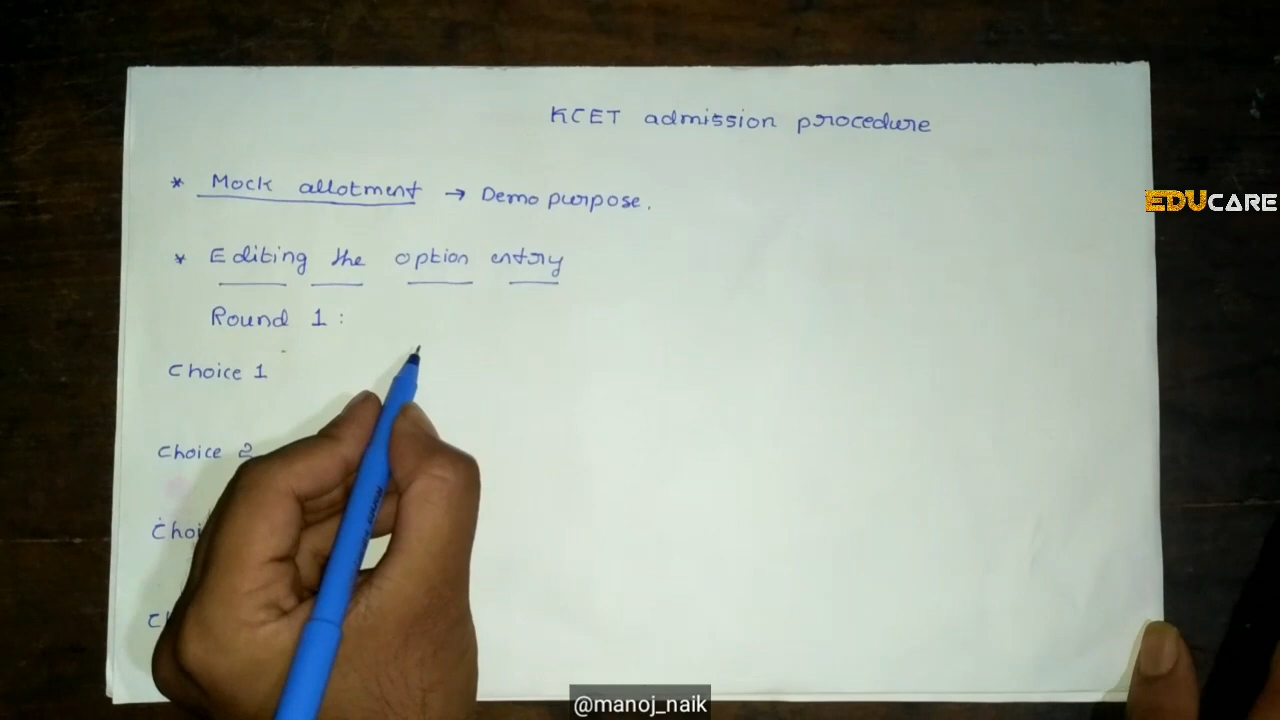 KCET admission procedure
* Mock allotment → Demo purpose.
EDUCARE
* Editing the option entry
Round 1 :
Choice 1
Choice 2
@manoj_naik